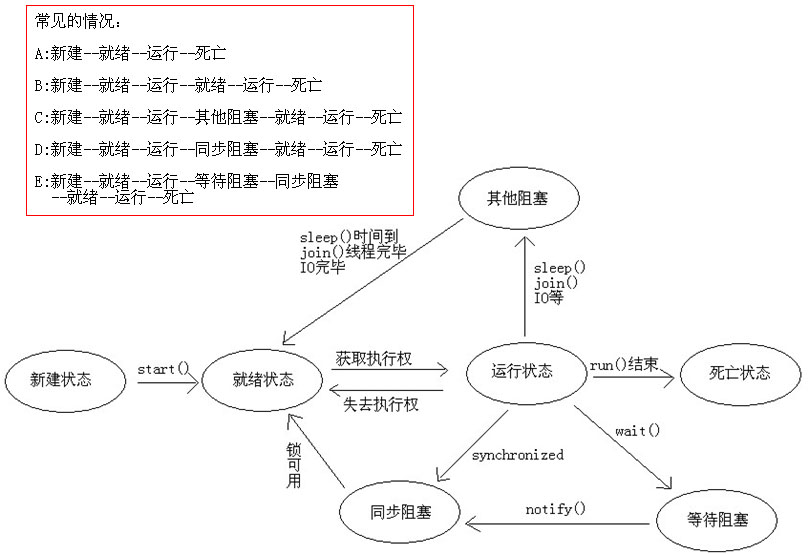 常见的情况：
A:新建--就绪--运行--死亡
B:新建--就绪--运行--就绪--运行--死亡
C:新建--就绪--运行--其他阻塞--就绪--运行--死亡
D:新建--就绪--运行--同步阻塞--就绪--运行--死亡
E:新建--就绪--运行--等待阻塞--同步阻塞
--就绪--运行--死亡
其他阻塞
sleep()时间到
join()线程完毕
IO完毕
sleep()
join()
IO等
新建状态
start()
就绪状态
获取执行权
失去执行权
运行状态
run()结束
死亡状态
锁可用
synchronized
wait()
同步阻塞
notify()
等待阻塞